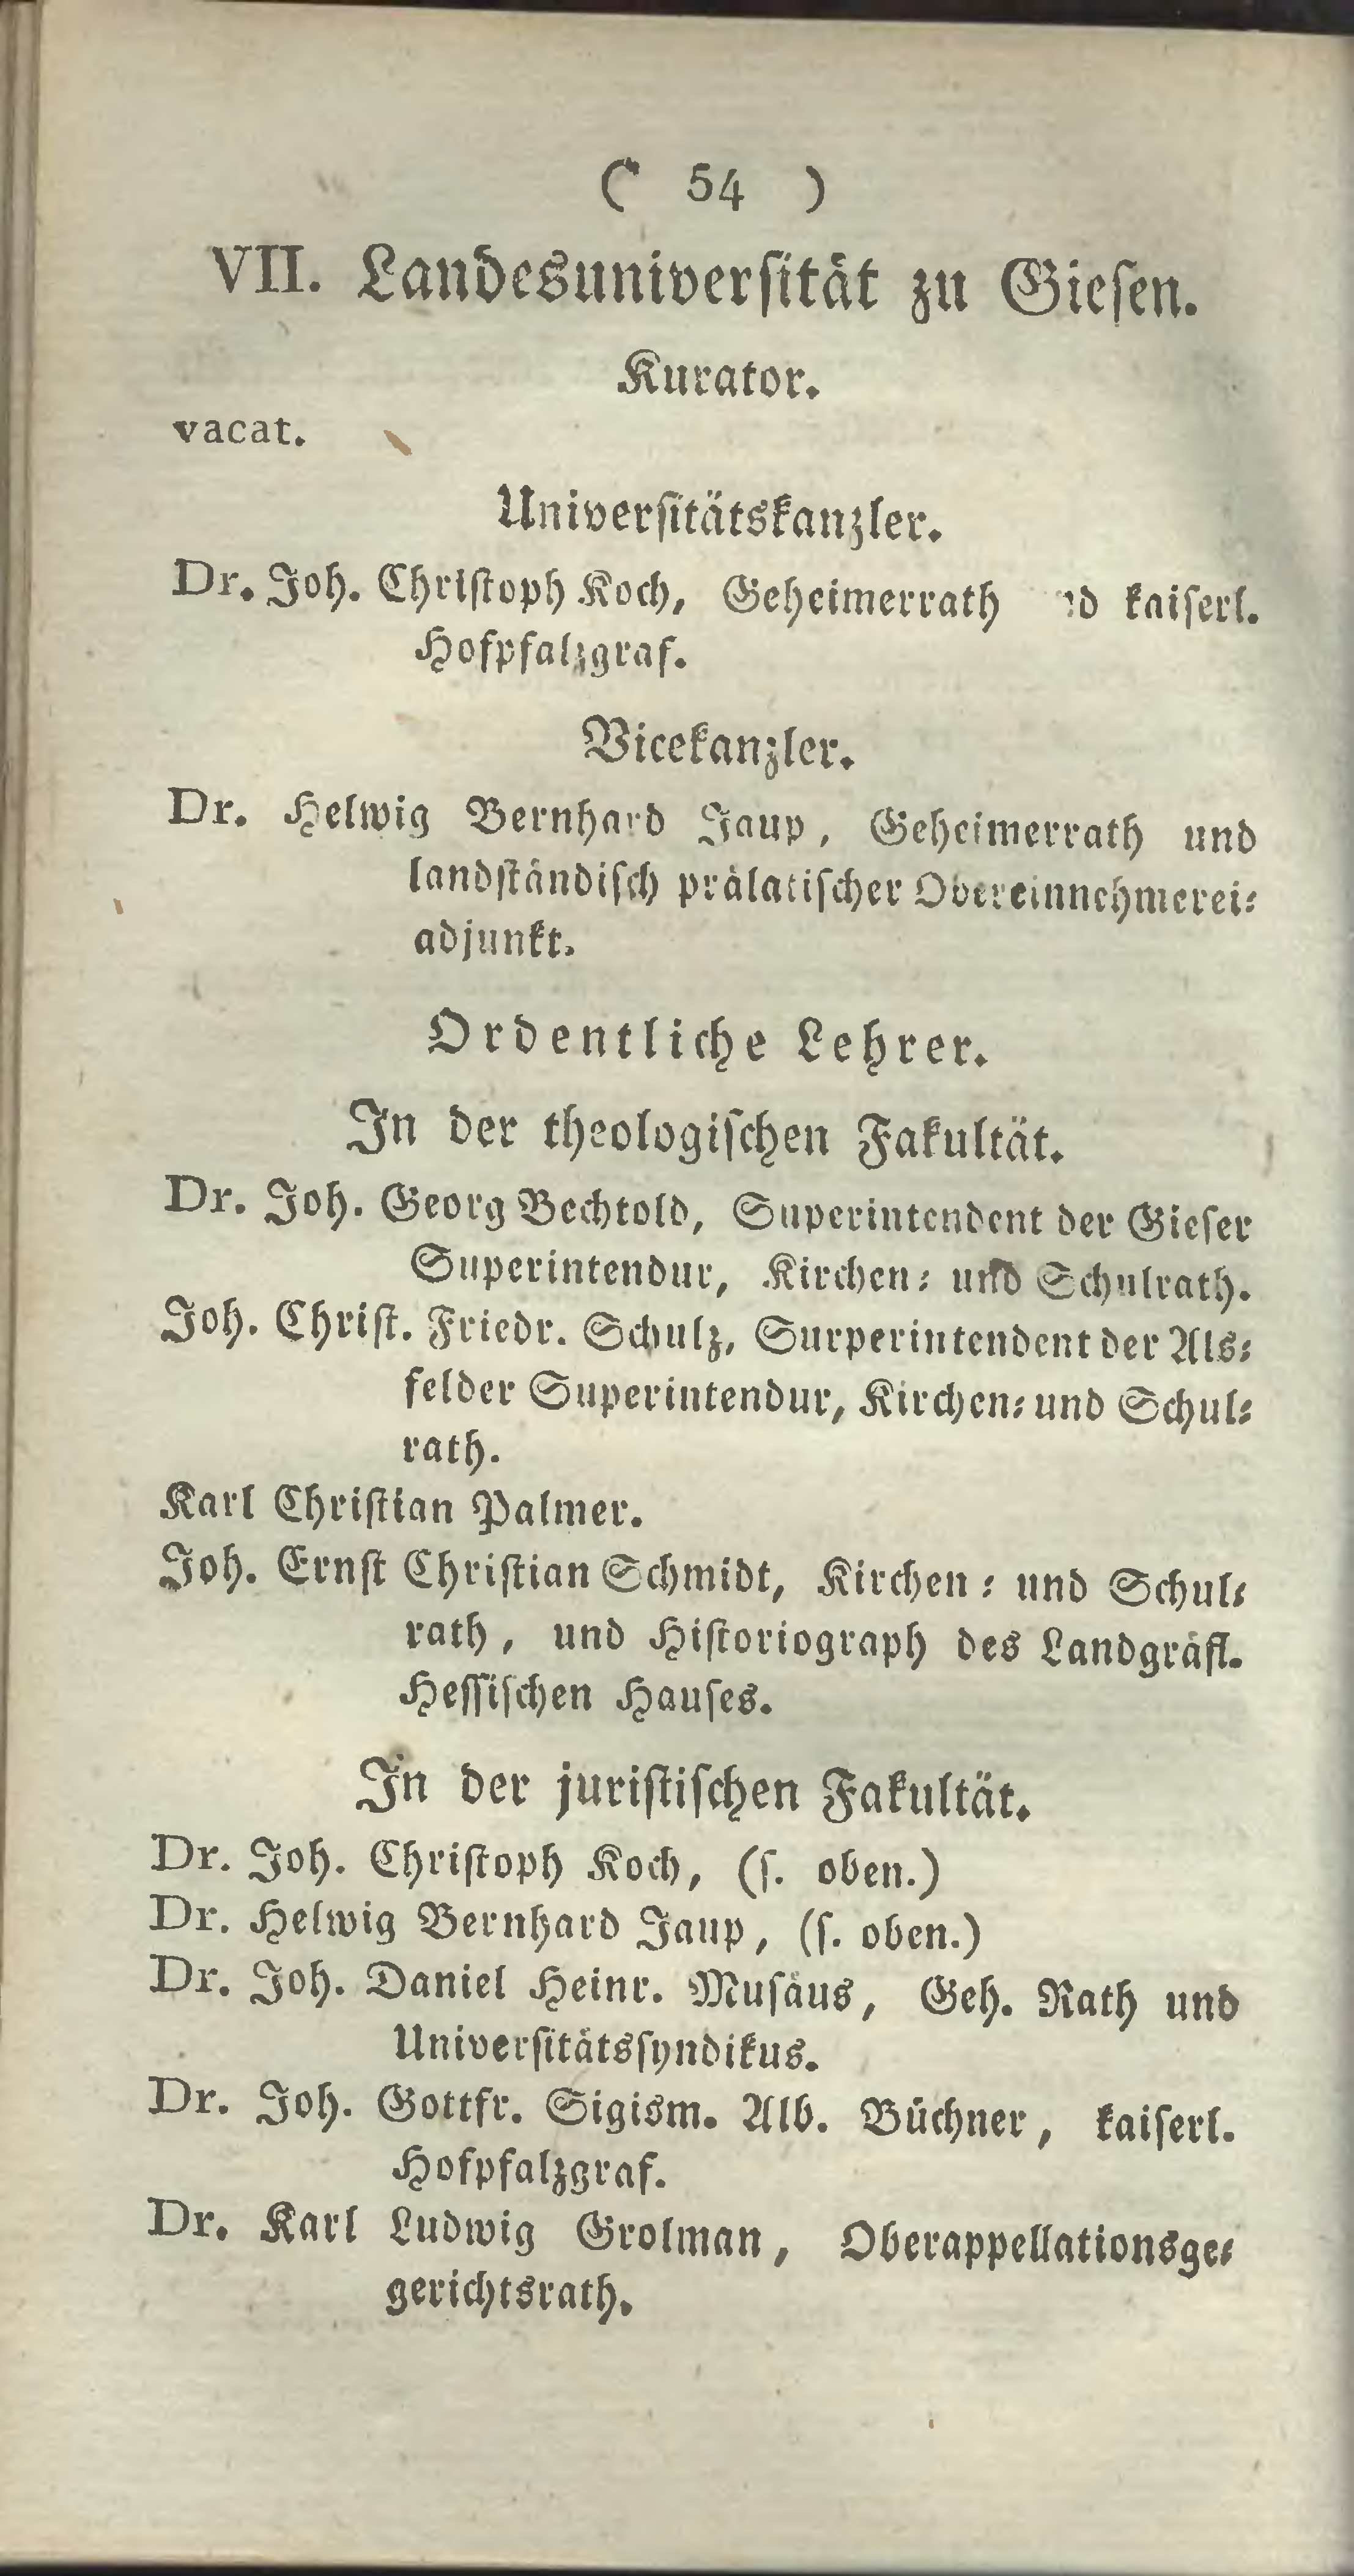 ( 54 )
VII. Landesuniversität zu Giesen.
Kurator.
vacat.
Universitätskanzler.
Dr. Joh. Christoph Koch, Geheimerrath kaiserl.
Hofpfalzgraf.
Vicekanzler.
Dr. Helwig Bernhard Jaup, Geheimerrath und
landständisch prälatischer Obereinnehmerei-
adjunkt.
Ordentliche Lehrer.
In der theologischen Fakultät.
Dr. Joh. Georg Bechtold, Superintendent der Gieser
Superintendur, Kirchen- und Schulrath.
Joh. Christ. Friedr. Schulz, Surperintendent der Als-
felder Superintendur, Kirchen- und Schul-
rath.
Karl Christian Palmer.
Joh. Ernst Christian Schmidt, Kirchen- und Schul-
rath, und Historiograph des Landgräfl.
Hessischen Hauses.
In der juristischen Fakultät.
Dr. Joh. Christoph Koch, (s. oben.)
Dr. Helwig Bernhard Jaup, (s. oben.)
Dr. Joh. Daniel Heinr. Musäus, Geh. Rath und
Universitätssyndikus.
Dr. Joh. Gottfr. Sigism. Alb. Büchner, kaiserl.
Hofpfalzgraf.
Dr. Karl Ludwig Grolman, Oberappellationsge-
gerichtsrath.